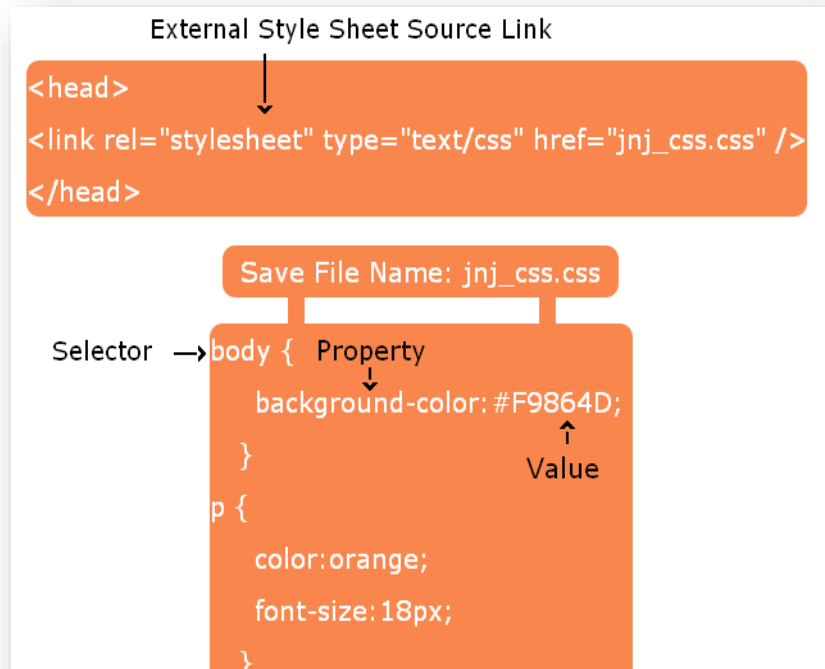 External Style Sheet Source Link
<head>
<link rel="stylesheet" type="text/css" href="jnj_css.css" />
</head>
Save File Name: jnj_css.css
Selector body { Property
background-color: #F9864D;
}
Value
p {
color:orange;
font-size:18px;
}